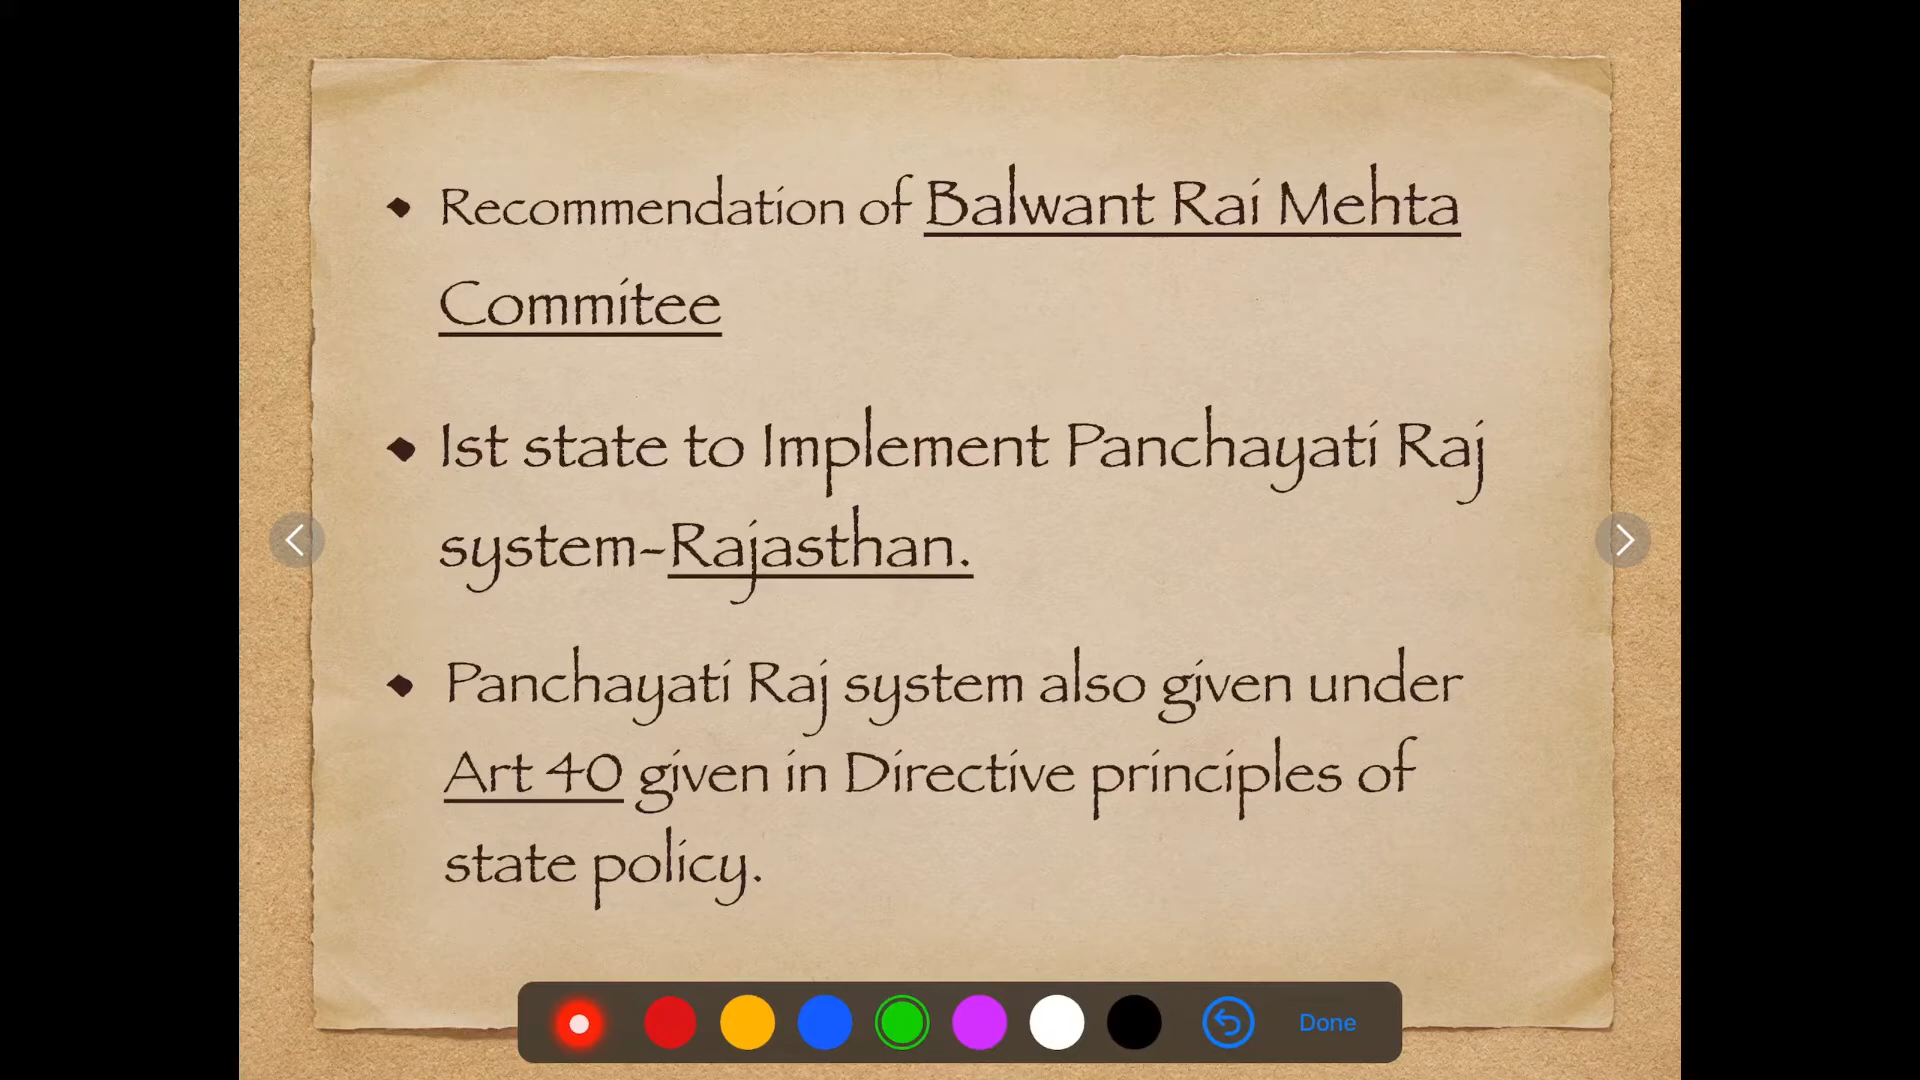 • Recommendation of Balwant Rai Mehta
Commitee
• Ist state to Implement Panchayati Raj
system-Rajasthan.
• Panchayati Raj system also given under
Art 40 given in Directive principles of
state policy.
Done